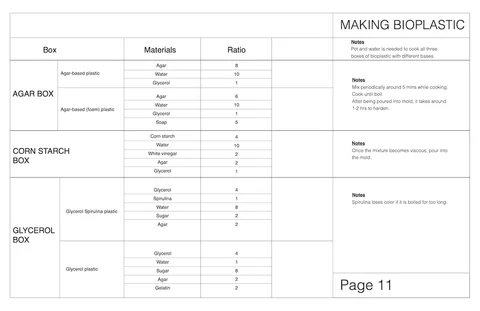 MAKING BIOPLASTIC
Box Materials Ratio
Notes
Pot and water is needed to cook all three
boxes of bioplastic with different bases.
AGAR BOX
Agar-based plastic
Agar 8
Water 10
Glycerol 1
Agar-based (foam) plastic
Agar 6
Water 10
Glycerol 1
Soap 5
Notes
Mix periodically around 5 mins while cooking.
Cook until boil.
After being poured into mold, it takes around
1-3 hrs to harden.
CORN STARCH
BOX
Corn starch 4
Water 10
White vinegar 2
Agar 2
Glycerol 1
Notes
Once the mixture becomes viscous, pour into
the mold.
GLYCEROL
BOX
Glycerol Spirulina plastic
Glycerol 4
Spirulina 1
Water 8
Sugar 2
Agar 2
Glycerol plastic
Glycerol 4
Water 1
Sugar 8
Agar 2
Gelatin 2
Notes
Spirulina loses color if it is boiled for too long.
Page 11